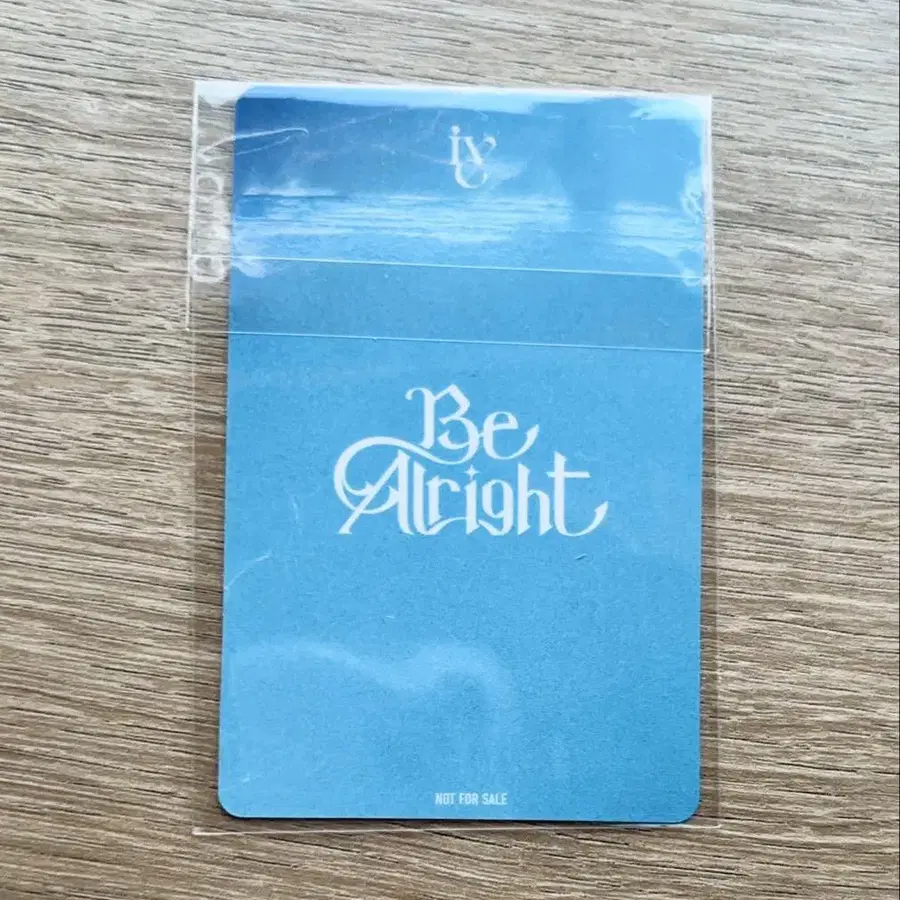 ive
Be
Alright
NOT FOR SALE